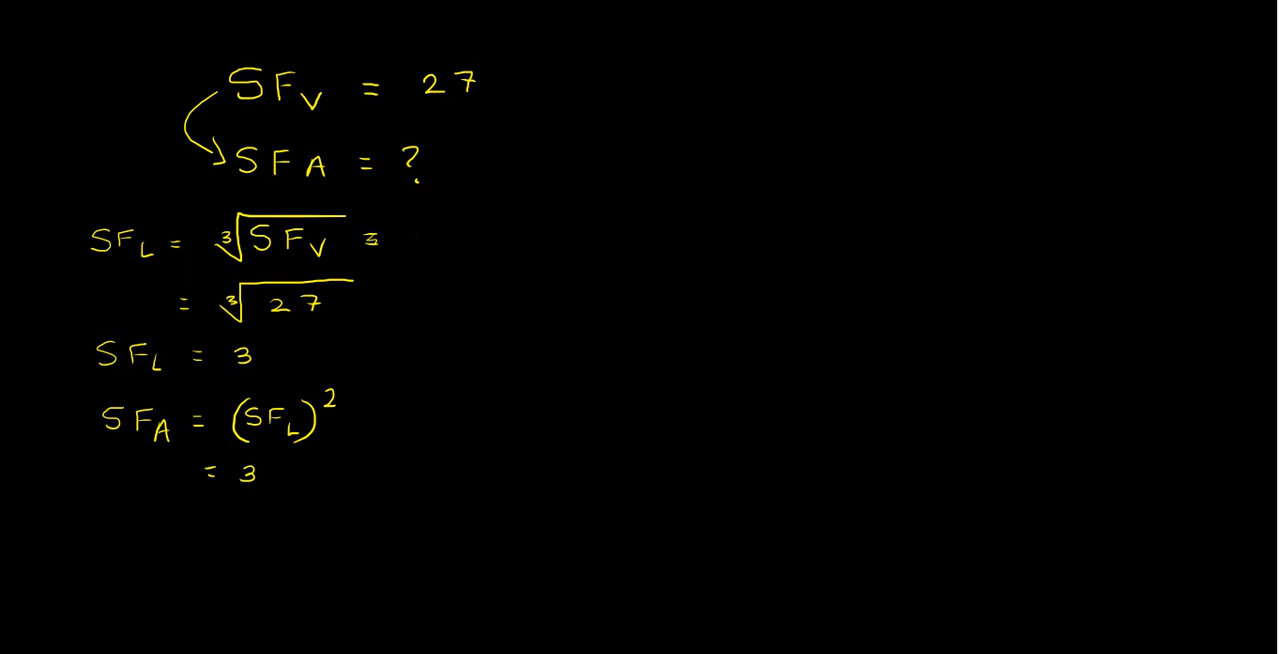 SFV = 27
SFA = ?
SFL = ∛SFV =
= ∛27
SFL = 3
SFA = (SFL)²
= 3